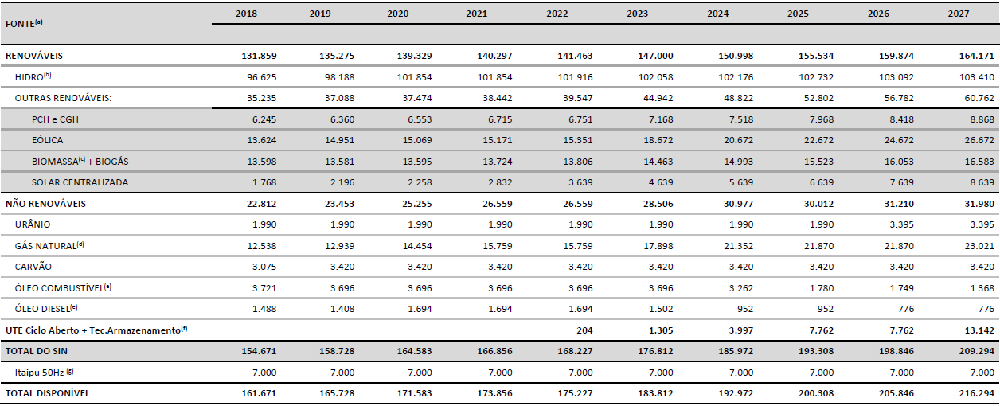 FONTE(a) 2018 2019 2020 2021 2022 2023 2024 2025 2026 2027
RENOVÁVEIS 131.859 135.275 139.329 140.297 141.463 147.000 150.998 155.534 159.874 164.171
HIDRO(b) 96.625 98.188 101.854 101.854 101.916 102.058 102.176 102.732 103.092 103.410
OUTRAS RENOVÁVEIS: 35.235 37.088 37.474 38.442 39.547 44.942 48.822 52.802 56.782 60.762
PCH e CGH 6.245 6.360 6.553 6.715 6.751 7.168 7.518 7.968 8.418 8.868
EÓLICA 13.624 14.951 15.069 15.171 15.351 18.672 20.672 22.672 24.672 26.672
BIOMASSA(c) + BIOGÁS 13.598 13.581 13.595 13.724 13.806 14.463 14.993 15.523 16.053 16.583
SOLAR CENTRALIZADA 1.768 2.196 2.258 2.832 3.639 4.639 5.639 6.639 7.639 8.639
NÃO RENOVÁVEIS 22.812 23.453 25.255 26.559 26.559 28.506 30.977 30.012 31.210 31.980
URÂNIO 1.990 1.990 1.990 1.990 1.990 1.990 1.990 1.990 3.395 3.395
GÁS NATURAL(d) 12.538 12.939 14.454 15.759 15.759 17.898 21.352 21.870 21.870 23.021
CARVÃO 3.075 3.420 3.420 3.420 3.420 3.420 3.420 3.420 3.420 3.420
ÓLEO COMBUSTÍVEL(e) 3.721 3.696 3.696 3.696 3.696 3.696 3.262 1.780 1.749 1.368
ÓLEO DIESEL(e) 1.488 1.408 1.694 1.694 1.694 1.502 952 952 776 776
UTE Ciclo Aberto + Tec.Armazenamento(f) 204 1.305 3.997 7.762 7.762 13.142
TOTAL DO SIN 154.671 158.728 164.583 166.856 168.227 176.812 185.972 193.308 198.846 209.294
Itaipu 50Hz (g) 7.000 7.000 7.000 7.000 7.000 7.000 7.000 7.000 7.000 7.000
TOTAL DISPONÍVEL 161.671 165.728 171.583 173.856 175.227 183.812 192.972 200.308 205.846 216.294